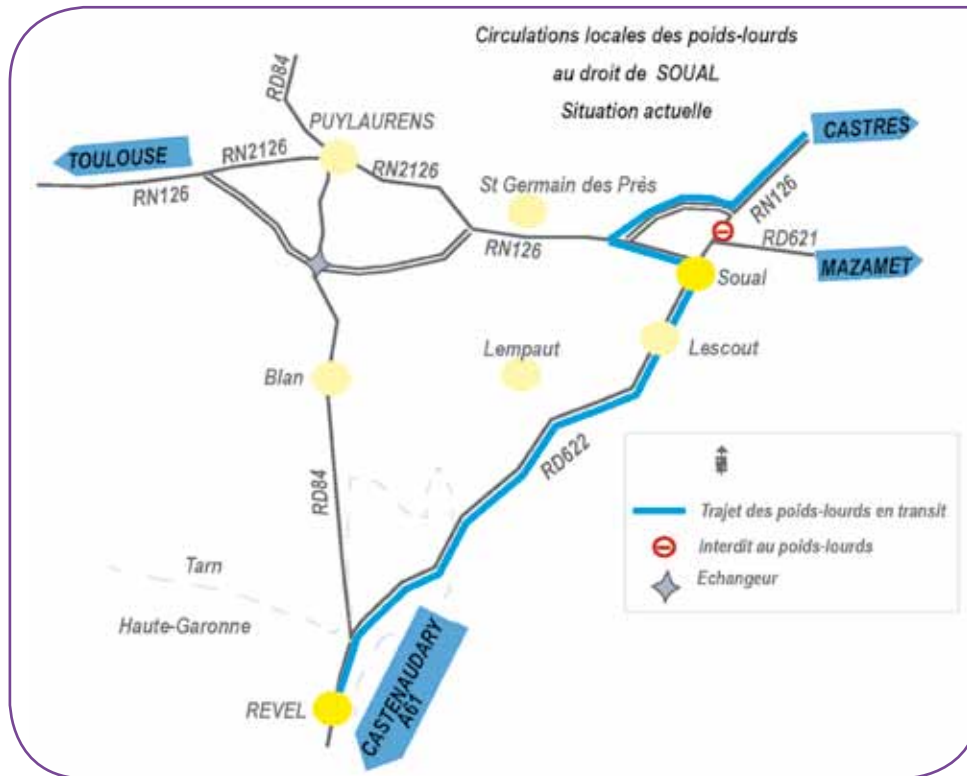 Circulations locales des poids-lourds
au droit de SOUAL
Situation actuelle
RD84
PUYLAURENS
CASTRES
TOULOUSE
RN2126
RN2126
RN126
St Germain des Près
RN126
RN126
RD621
MAZAMET
Soual
Lescout
Lempaut
Blan
RD622
RD84
Trajet des poids-lourds en transit
Interdit au poids-lourds
Echangeur
Tarn
Haute-Garonne
CASTENAUDARY
A61
REVEL